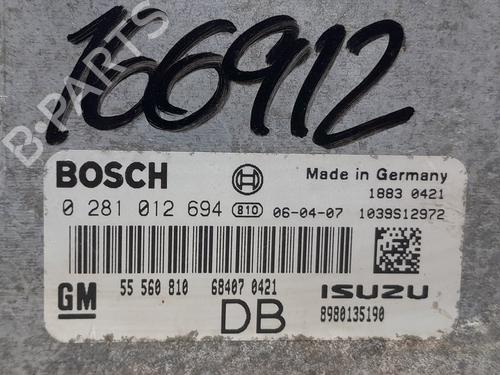 166912
B-PARTS
BOSCH Made in Germany
1883 0421
0 281 012 694 810 06-04-07 1039S12972
55 560 810 68407 0421
GM DB ISUZU
8980135190